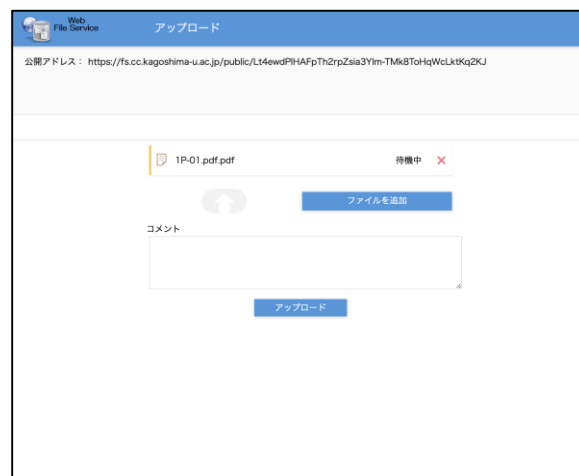 Web
File Service
アップロード
公開アドレス： https://fs.cc.kagoshima-u.ac.jp/public/Lt4ewdPlHAFpTh2rpZsia3Ylm-TMk8ToHqWcLktKq2KJ
1P-01.pdf.pdf 待機中
ファイルを追加
コメント
アップロード